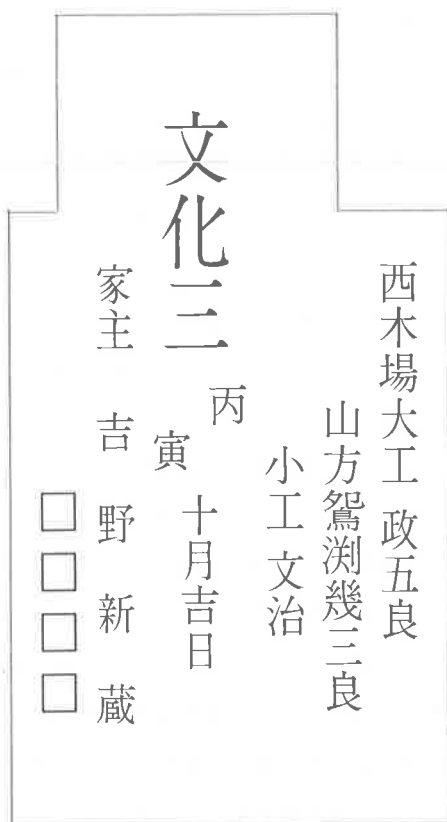 西木場大工 政五良
山方鴛渕幾三良
小工 文治
文化三丙寅 十月吉日
家主 吉野新蔵
□□□□